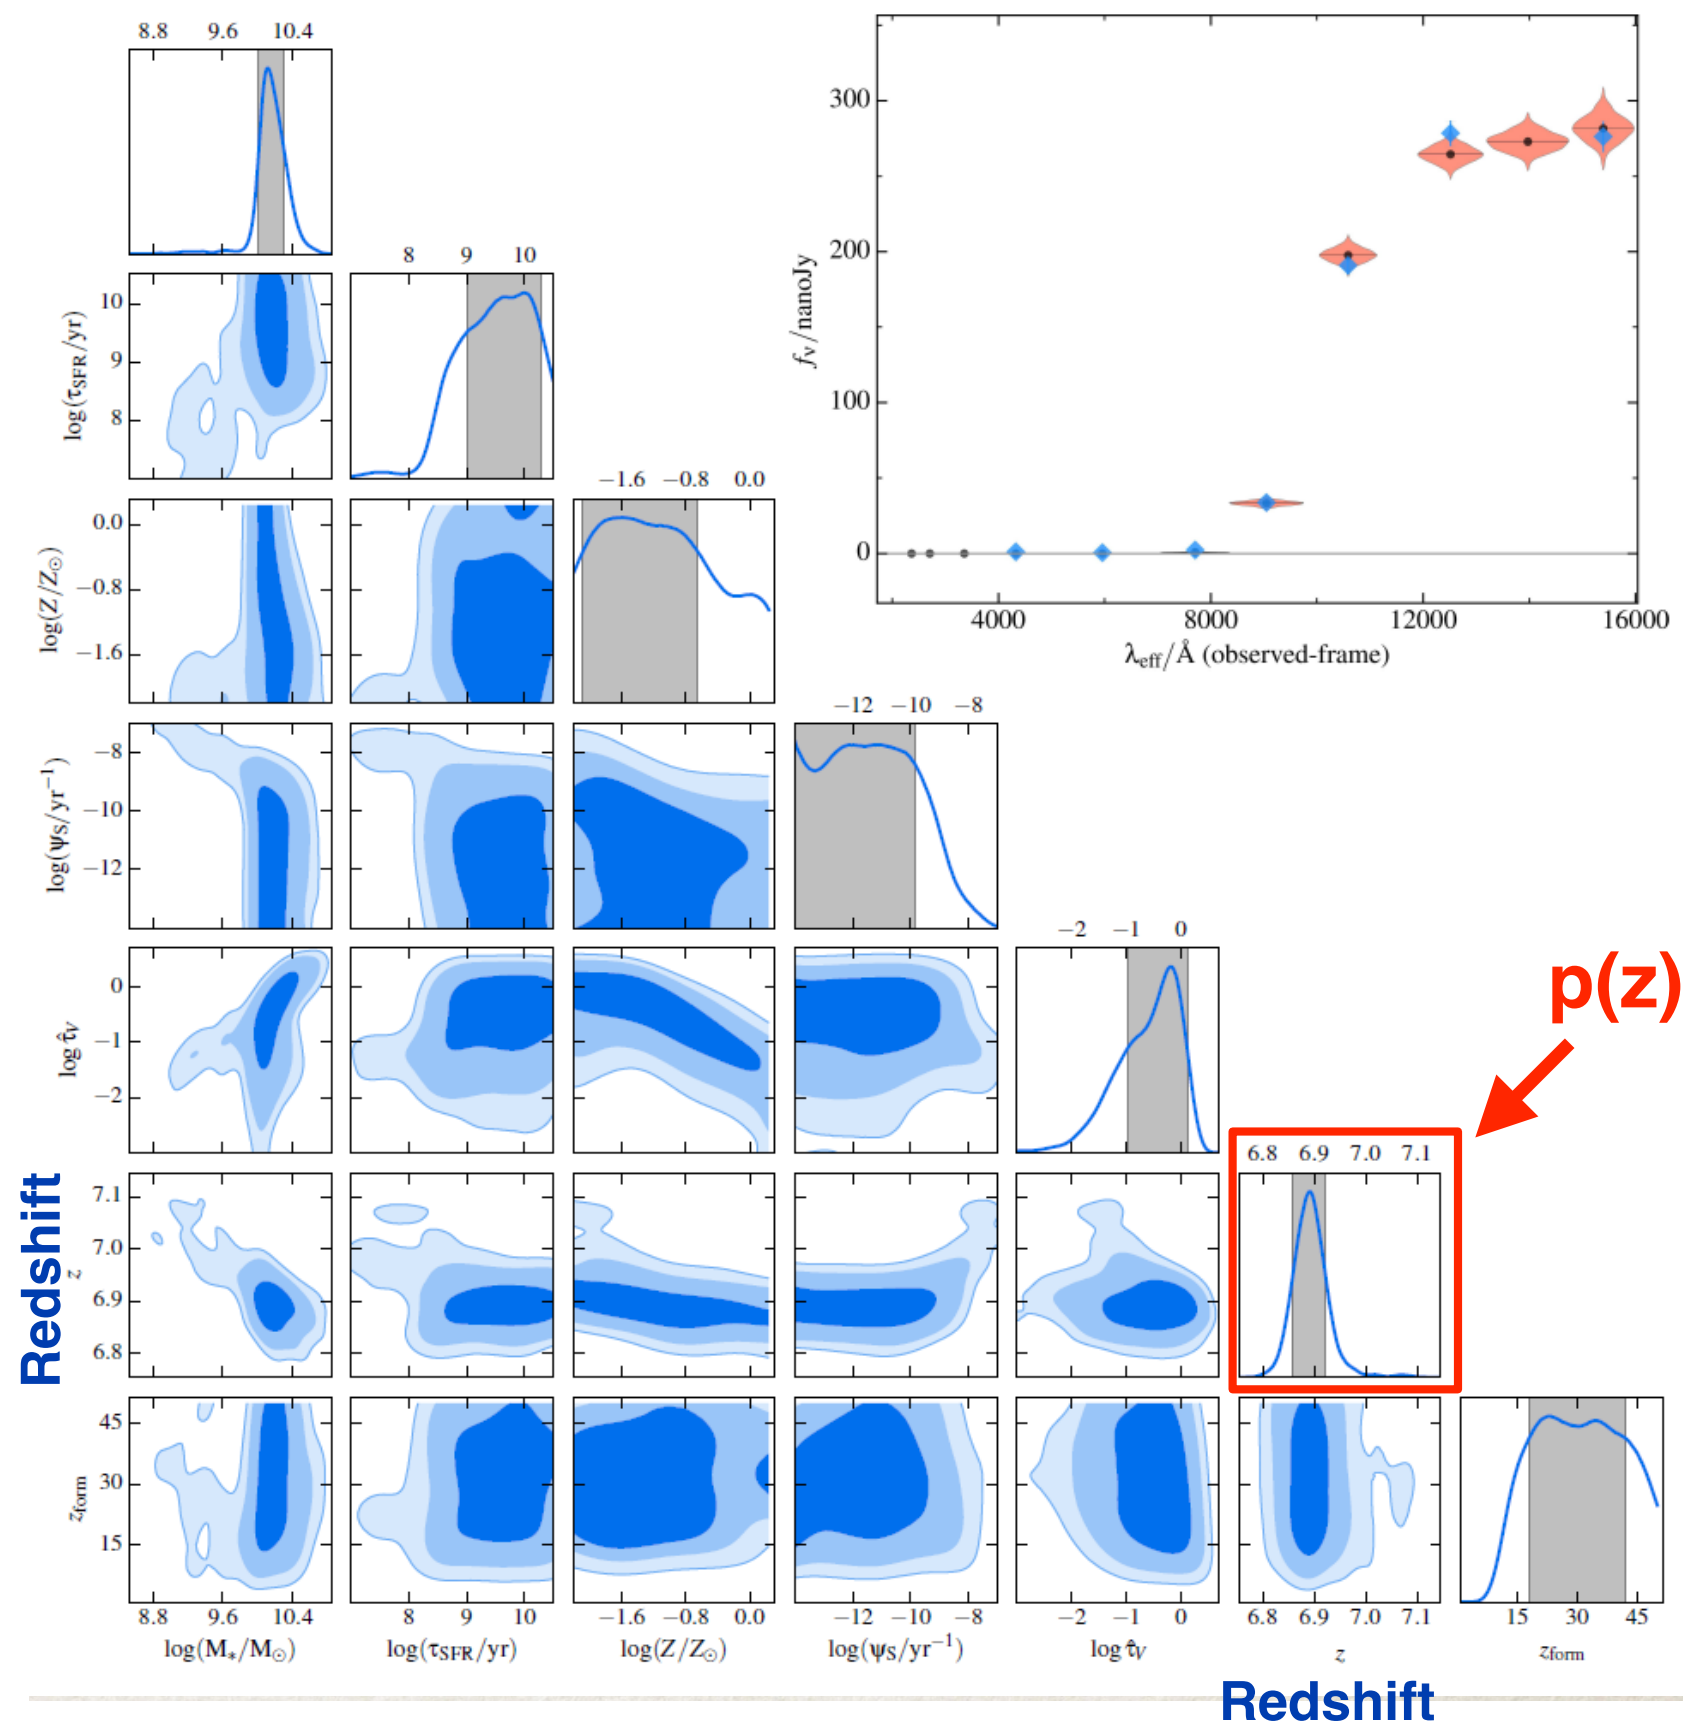 8.8 9.6 10.4
300
200
100
0
fν/nanoJy
4000 8000 12000 16000
λeff/Å (observed-frame)
8 9 10
10
9
8
log(τSFR/yr)
−1.6 −0.8 0.0
0.0
−0.8
−1.6
log(Z/Z⊙)
−12 −10 −8
−8
−10
−12
log(ψS/yr⁻¹)
−2 −1 0
0
−1
−2
log τ̂V
p(z)
6.8 6.9 7.0 7.1
7.1
7.0
6.9
6.8
z
Redshift
45
30
15
zform
8.8 9.6 10.4
8 9 10
−1.6 −0.8 0.0
−12 −10 −8
−2 −1 0
6.8 6.9 7.0 7.1
15 30 45
log(M*/M⊙)
log(τSFR/yr)
log(Z/Z⊙)
log(ψS/yr⁻¹)
log τ̂V
z
zform
Redshift